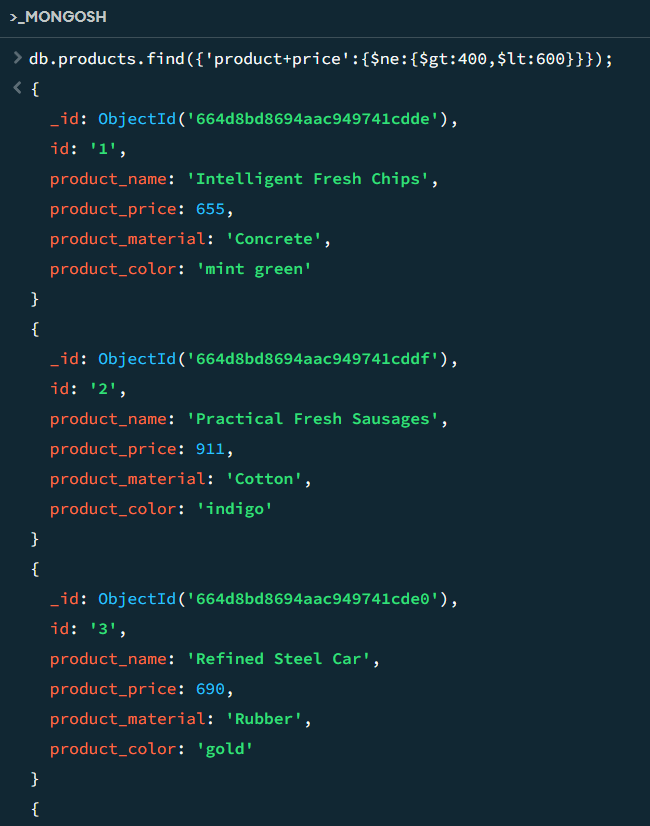 >_MONGOSH
> db.products.find({'product+price':{$ne:{$gt:400,$lt:600}}});
< {
_id: ObjectId('664d8bd8694aac949741cdde'),
id: '1',
product_name: 'Intelligent Fresh Chips',
product_price: 655,
product_material: 'Concrete',
product_color: 'mint green'
}
{
_id: ObjectId('664d8bd8694aac949741cddf'),
id: '2',
product_name: 'Practical Fresh Sausages',
product_price: 911,
product_material: 'Cotton',
product_color: 'indigo'
}
{
_id: ObjectId('664d8bd8694aac949741cde0'),
id: '3',
product_name: 'Refined Steel Car',
product_price: 690,
product_material: 'Rubber',
product_color: 'gold'
}
{